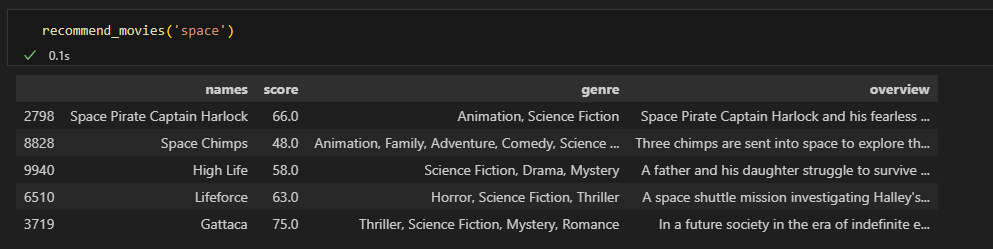 recommend_movies('space')
0.1s
names score genre overview
2798 Space Pirate Captain Harlock 66.0 Animation, Science Fiction Space Pirate Captain Harlock and his fearless ...
8828 Space Chimps 48.0 Animation, Family, Adventure, Comedy, Science ... Three chimps are sent into space to explore th...
9940 High Life 58.0 Science Fiction, Drama, Mystery A father and his daughter struggle to survive ...
6510 Lifeforce 63.0 Horror, Science Fiction, Thriller A space shuttle mission investigating Halley's...
3719 Gattaca 75.0 Thriller, Science Fiction, Mystery, Romance In a future society in the era of indefinite e...